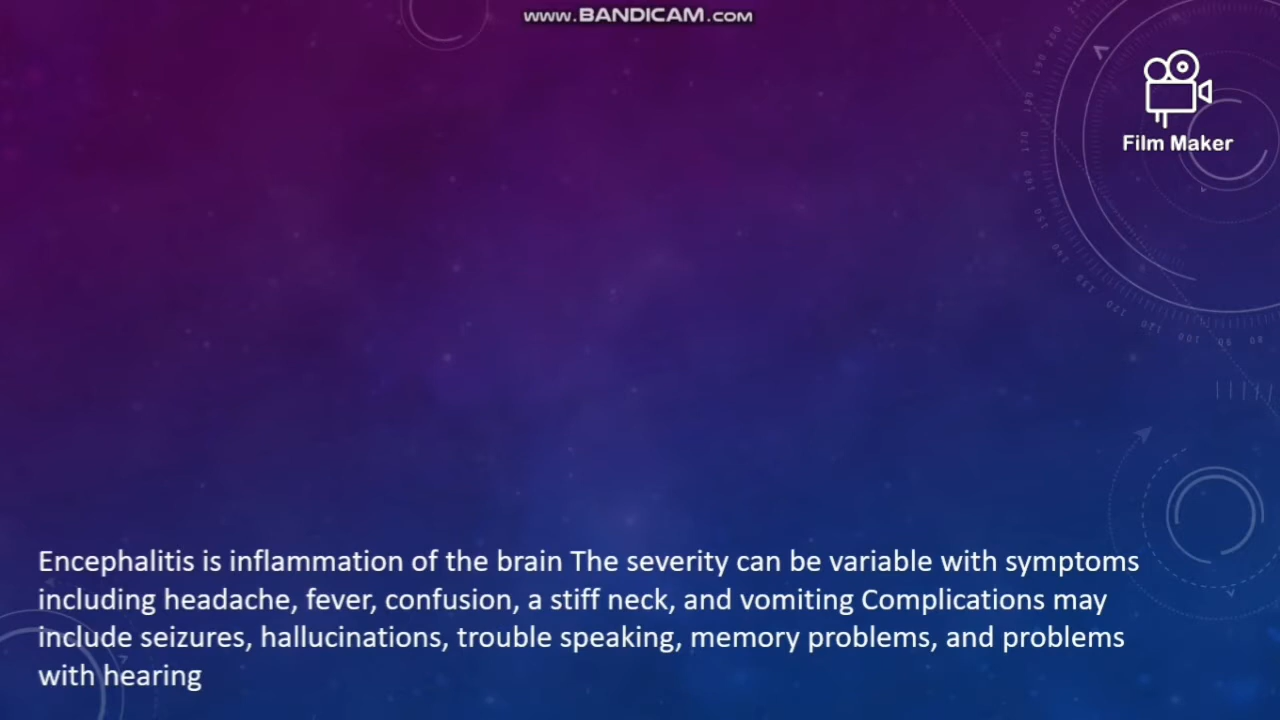 www.BANDICAM.com
Film Maker
Encephalitis is inflammation of the brain The severity can be variable with symptoms
including headache, fever, confusion, a stiff neck, and vomiting Complications may
include seizures, hallucinations, trouble speaking, memory problems, and problems
with hearing